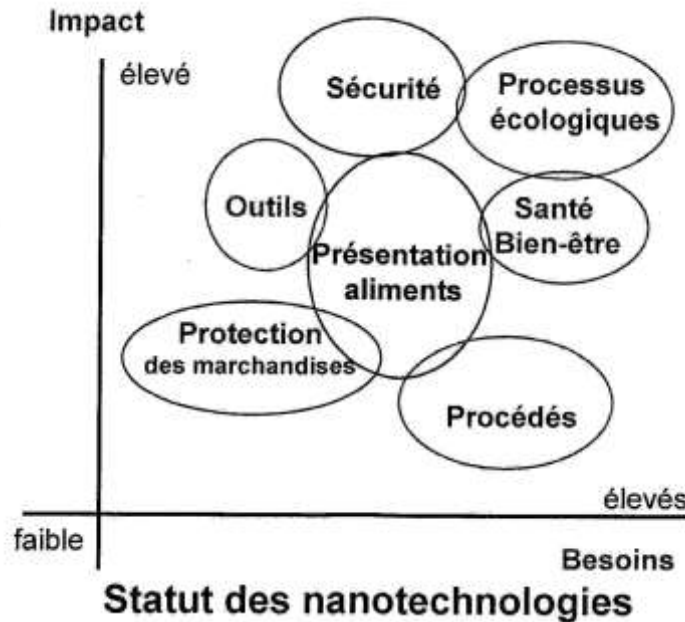 Impact
élevé
Sécurité
Processus
écologiques
Outils
Santé
Bien-être
Présentation
aliments
Protection
des marchandises
Procédés
élevés
faible
Besoins
Statut des nanotechnologies